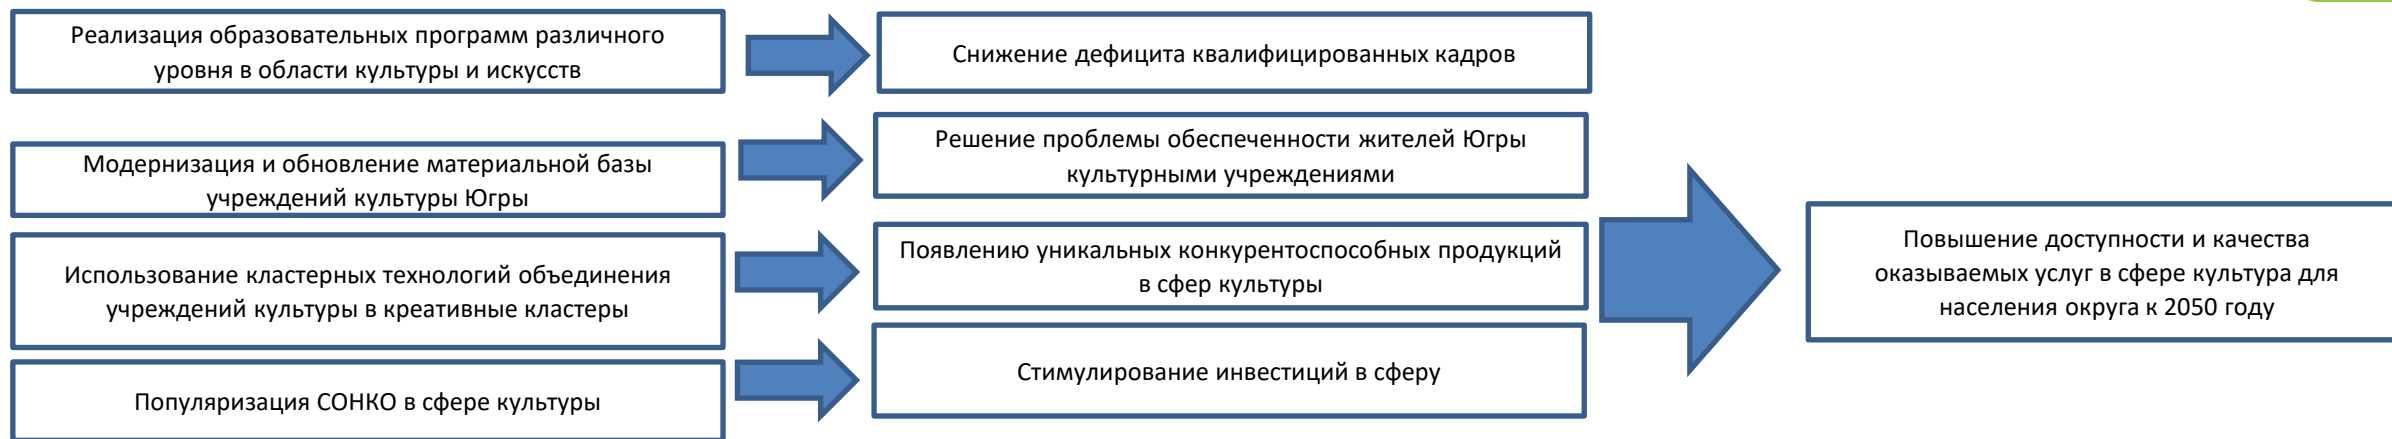 Реализация образовательных программ различного
уровня в области культуры и искусств
Снижение дефицита квалифицированных кадров
Модернизация и обновление материальной базы
учреждений культуры Югры
Решение проблемы обеспеченности жителей Югры
культурными учреждениями
Использование кластерных технологий объединения
учреждений культуры в креативные кластеры
Появлению уникальных конкурентоспособных продукций
в сфер культуры
Популяризация СОНКО в сфере культуры
Стимулирование инвестиций в сферу
Повышение доступности и качества
оказываемых услуг в сфере культура для
населения округа к 2050 году